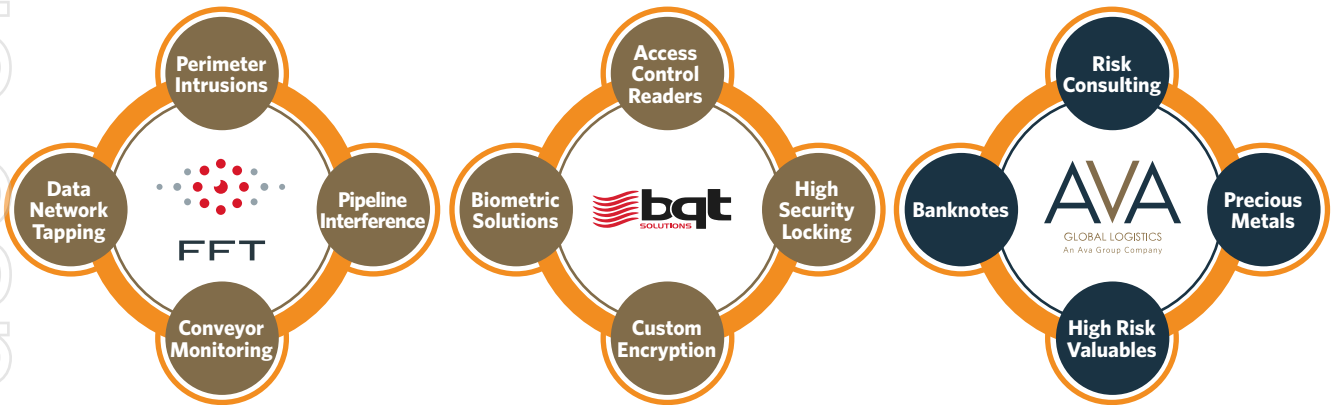 Perimeter
Intrusions
Data
Network
Tapping
FFT
Pipeline
Interference
Conveyor
Monitoring
Access
Control
Readers
Biometric
Solutions
bqt
SOLUTIONS
High
Security
Locking
Custom
Encryption
Risk
Consulting
Banknotes
AVA
GLOBAL LOGISTICS
An Ava Group Company
Precious
Metals
High Risk
Valuables